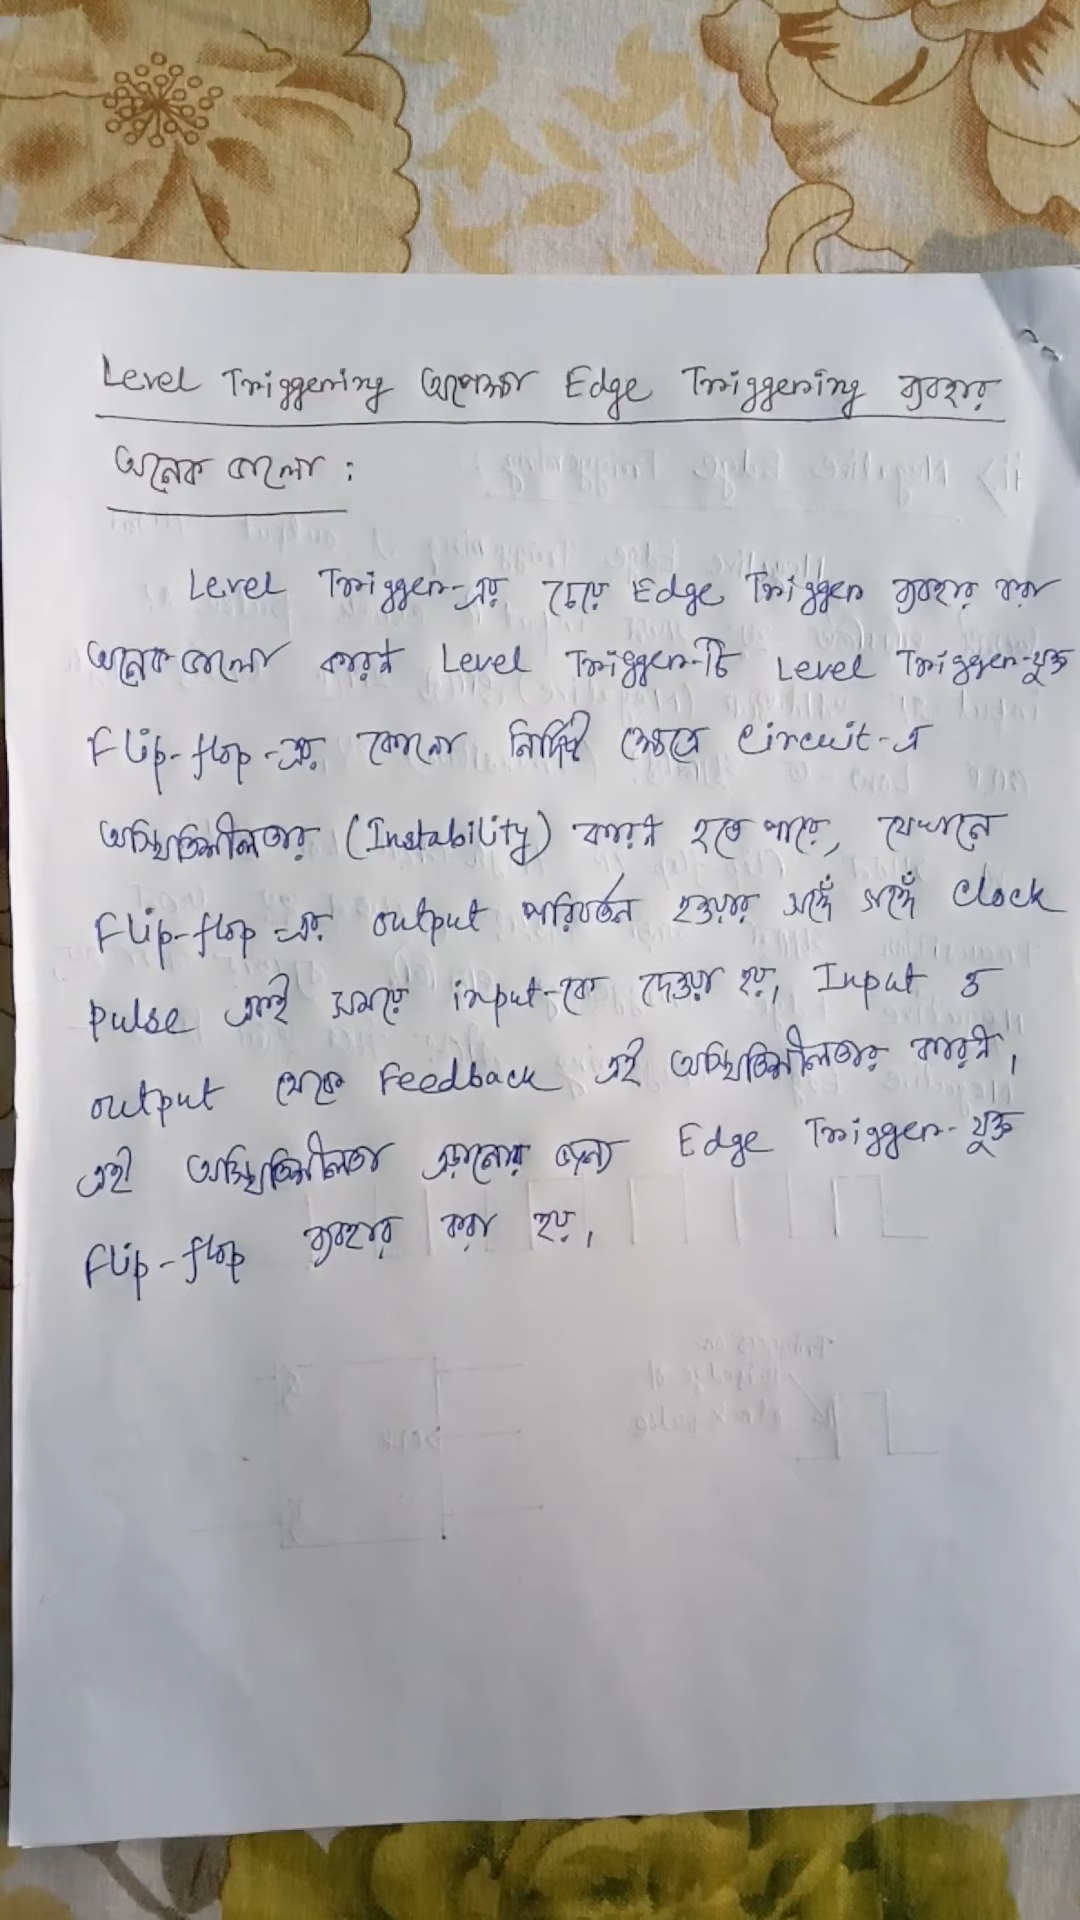 Level Triggering অপেক্ষা Edge Triggering ব্যবহার
অনেক ভালো :
Level Trigger-এর চেয়ে Edge Trigger ব্যবহার করা
অনেক ভালো কারণ Level Trigger-টি Level Trigger-যুক্ত
Flip-flop-এর কোনো নির্দিষ্ট ক্ষেত্রে Circuit-এ
অস্থিতিশীলতার (Instability) কারণ হতে পারে, যেখানে
Flip-flop-এর output পরিবর্তন হওয়ার সঙ্গে সঙ্গে Clock
Pulse একই সময়ে input-কে দেওয়া হয়। Input ও
output থেকে Feedback এই অস্থিতিশীলতার কারণ।
এই অস্থিতিশীলতা এড়ানোর জন্য Edge Trigger-যুক্ত
Flip-flop ব্যবহার করা হয়।